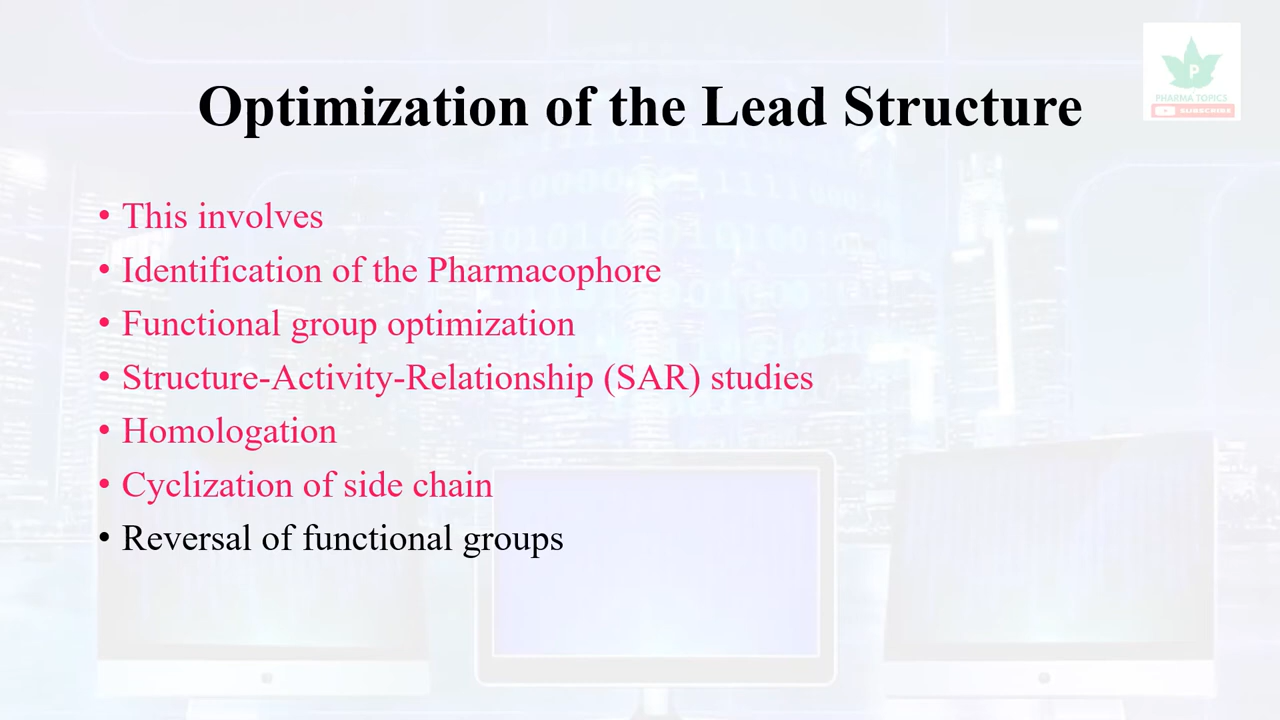 Optimization of the Lead Structure
P
PHARMA TOPICS
SUBSCRIBE
• This involves
• Identification of the Pharmacophore
• Functional group optimization
• Structure-Activity-Relationship (SAR) studies
• Homologation
• Cyclization of side chain
• Reversal of functional groups